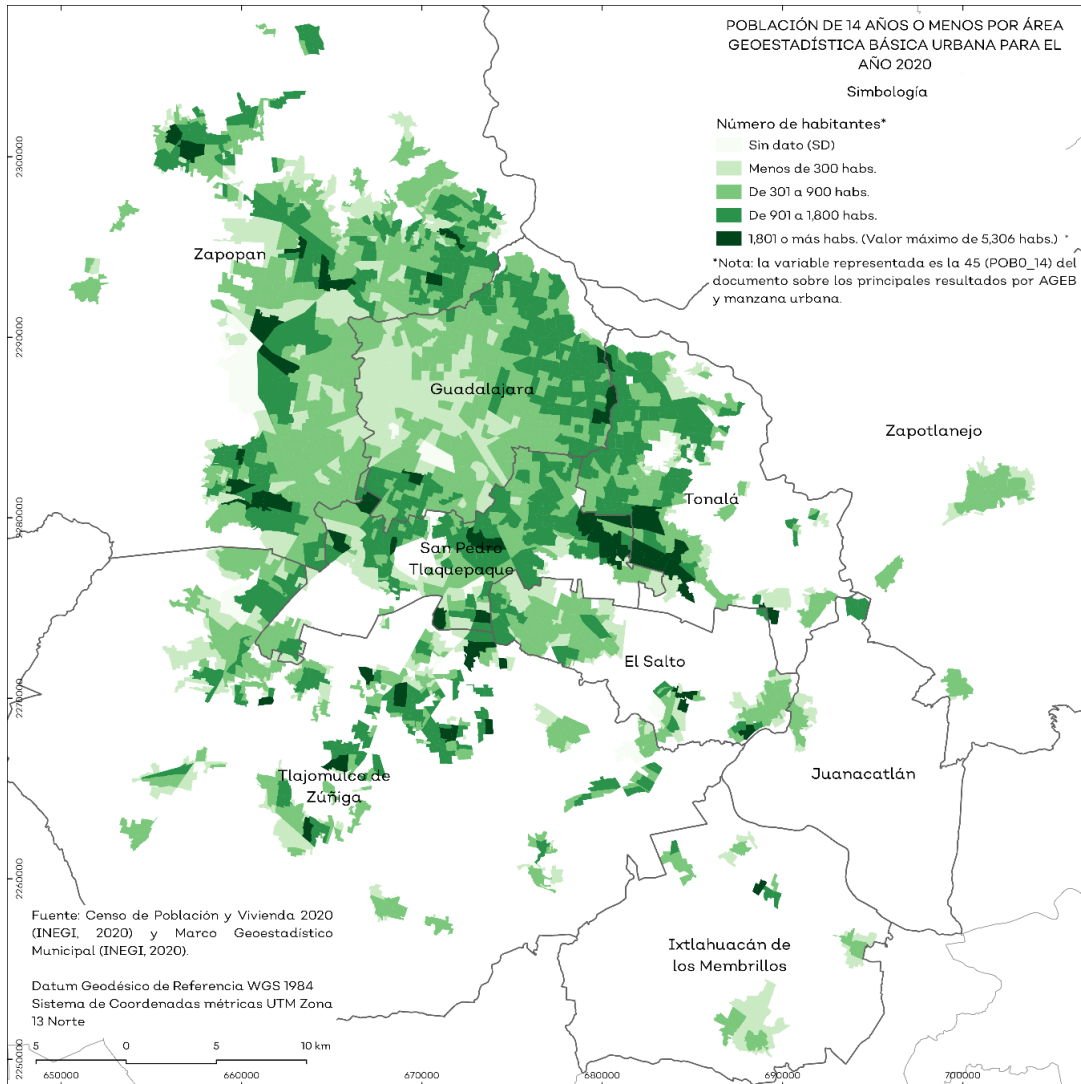 POBLACIÓN DE 14 AÑOS O MENOS POR ÁREA
GEOESTADÍSTICA BÁSICA URBANA PARA EL
AÑO 2020
Simbología
Número de habitantes*
Sin dato (SD)
Menos de 300 habs.
De 301 a 900 habs.
De 901 a 1,800 habs.
1,801 o más habs. (Valor máximo de 5,306 habs.) *
*Nota: la variable representada es la 45 (POB0_14) del
documento sobre los principales resultados por AGEB
y manzana urbana.
Zapopan
Guadalajara
Zapotlanejo
Tonalá
San Pedro
Tlaquepaque
El Salto
Juanacatlán
Tlajomulco de
Zúñiga
Ixtlahuacán de
los Membrillos
Fuente: Censo de Población y Vivienda 2020
(INEGI, 2020) y Marco Geoestadístico
Municipal (INEGI, 2020).
Datum Geodésico de Referencia WGS 1984
Sistema de Coordenadas métricas UTM Zona
13 Norte
5 0 5 10 km
2300000
2290000
2280000
2270000
2260000
2250000
650000 660000 670000 680000 690000 700000